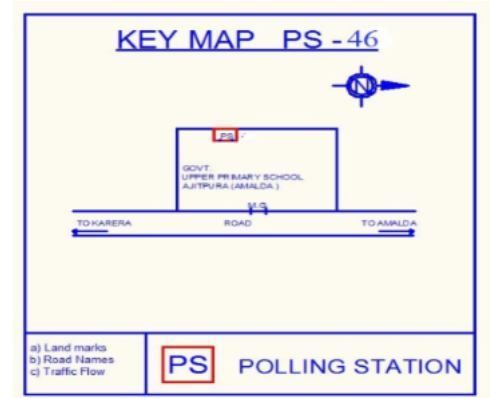 KEY MAP PS - 46
N
PS
GOVT.
UPPER PRIMARY SCHOOL
AJITPURA (AMALDA )
M.G
TO KARERA ROAD TO AMALDA
a) Land marks
b) Road Names
c) Traffic Flow
PS POLLING STATION